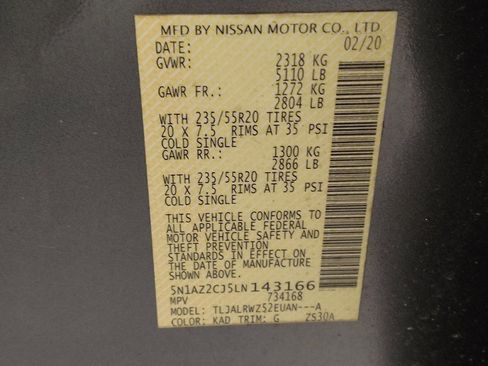 MFD BY NISSAN MOTOR CO., LTD.
DATE: 02/20
GVWR: 2318 KG
5110 LB
GAWR FR.: 1272 KG
2804 LB
WITH 235/55R20 TIRES
20 X 7.5 RIMS AT 35 PSI
COLD SINGLE
GAWR RR.: 1300 KG
2866 LB
WITH 235/55R20 TIRES
20 X 7.5 RIMS AT 35 PSI
COLD SINGLE
THIS VEHICLE CONFORMS TO
ALL APPLICABLE FEDERAL
MOTOR VEHICLE SAFETY AND
THEFT PREVENTION
STANDARDS IN EFFECT ON
THE DATE OF MANUFACTURE
SHOWN ABOVE.
5N1AZ2CJ5LN143166
MPV 734168
MODEL: TLJALRWZ52EUAN---A
COLOR: KAD TRIM: G ZS30A